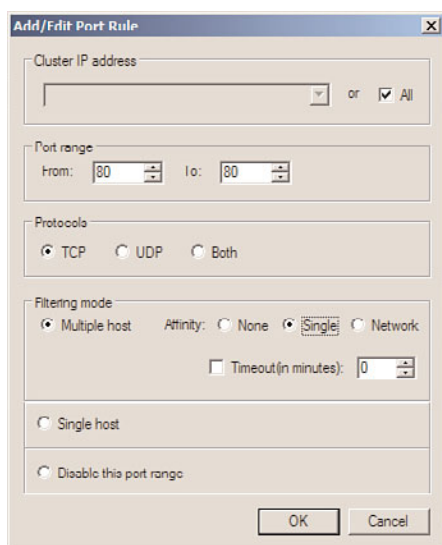 Add/Edit Port Rule
Cluster IP address
or All
Port range
From: 80 To: 80
Protocols
TCP UDP Both
Filtering mode
Multiple host Affinity: None Single Network
Timeout(in minutes): 0
Single host
Disable this port range
OK Cancel